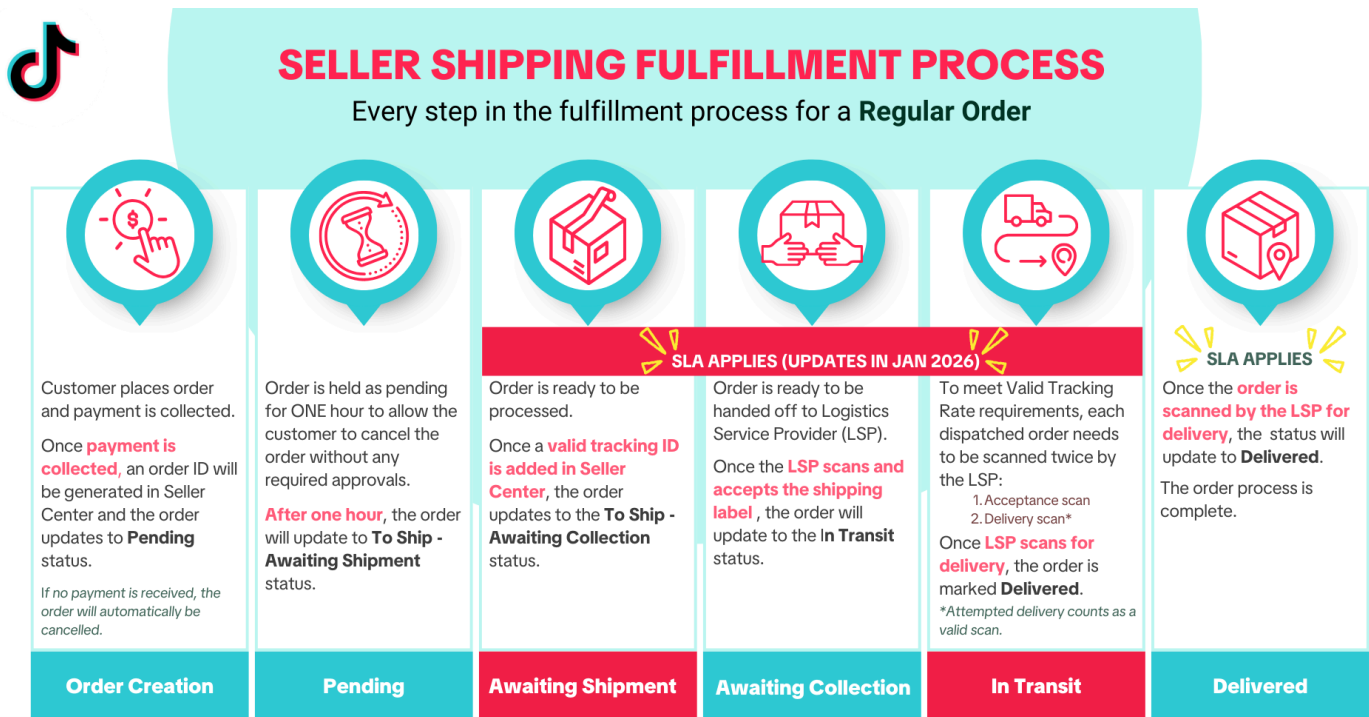 SELLER SHIPPING FULFILLMENT PROCESS
Every step in the fulfillment process for a Regular Order
$
SLA APPLIES (UPDATES IN JAN 2026)
SLA APPLIES
Customer places order
and payment is collected.
Once payment is
collected, an order ID will
be generated in Seller
Center and the order
updates to Pending
status.
If no payment is received, the
order will automatically be
cancelled.
Order Creation
Order is held as pending
for ONE hour to allow the
customer to cancel the
order without any
required approvals.
After one hour, the order
will update to To Ship -
Awaiting Shipment
status.
Pending
Order is ready to be
processed.
Once a valid tracking ID
is added in Seller
Center, the order
updates to the To Ship -
Awaiting Collection
status.
Awaiting Shipment
Order is ready to be
handed off to Logistics
Service Provider (LSP).
Once the LSP scans and
accepts the shipping
label , the order will
update to the In Transit
status.
Awaiting Collection
To meet Valid Tracking
Rate requirements, each
dispatched order needs
to be scanned twice by
the LSP:
1. Acceptance scan
2. Delivery scan*
Once LSP scans for
delivery, the order is
marked Delivered.
*Attempted delivery counts as a
valid scan.
In Transit
Once the order is
scanned by the LSP for
delivery, the status will
update to Delivered.
The order process is
complete.
Delivered